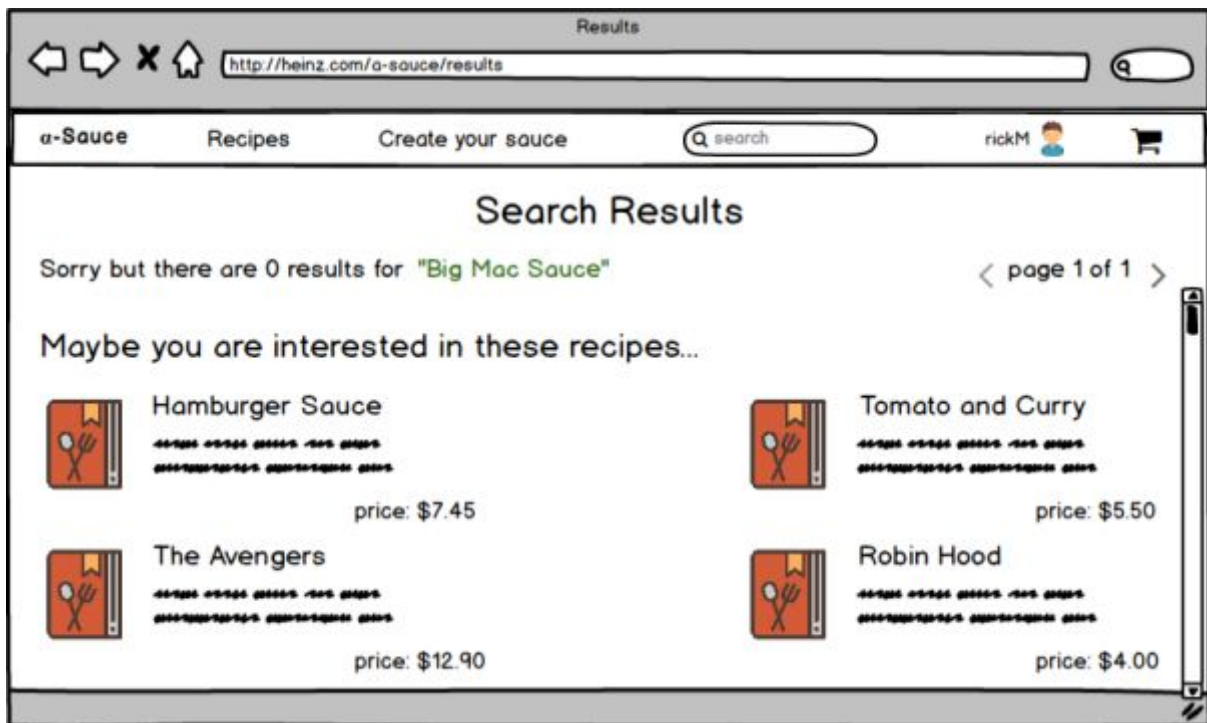 Results
http://heinz.com/a-sauce/results
α-Sauce Recipes Create your sauce search rickM
Search Results
Sorry but there are 0 results for "Big Mac Sauce" < page 1 of 1 >
Maybe you are interested in these recipes...
Hamburger Sauce
price: $7.45
Tomato and Curry
price: $5.50
The Avengers
price: $12.90
Robin Hood
price: $4.00